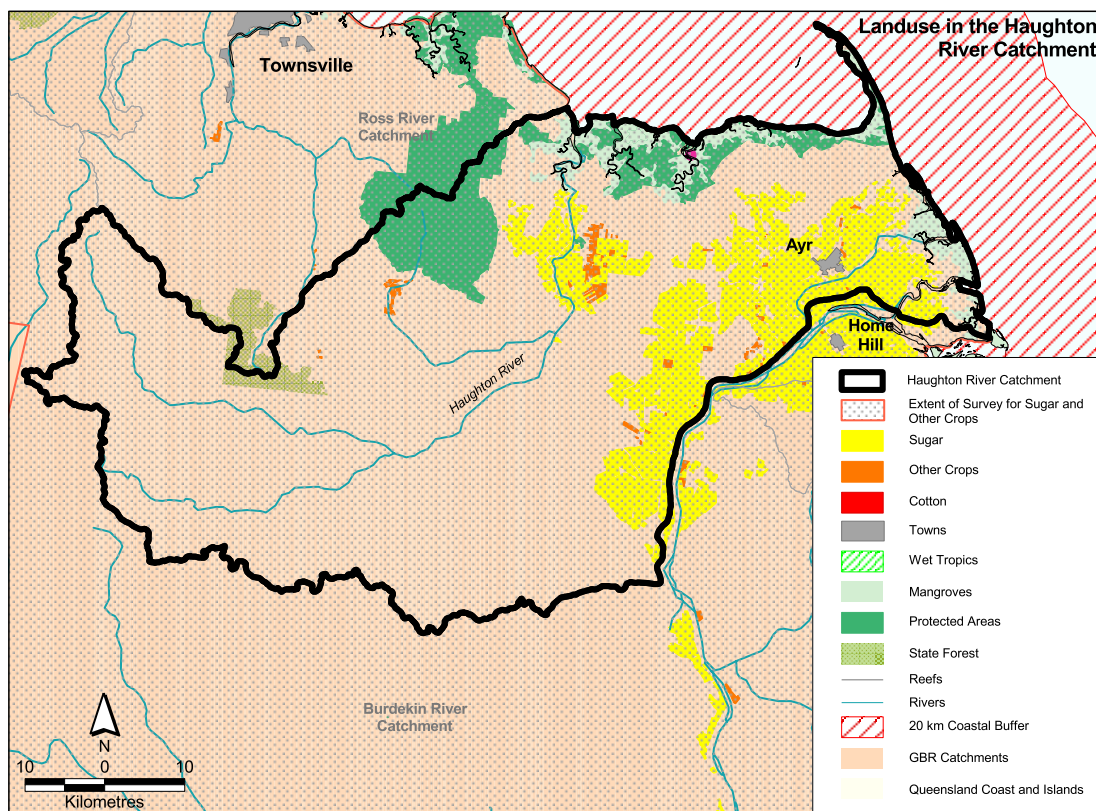 Landuse in the Haughton
River Catchment
Townsville
Ross River
Catchment
Ayr
Home
Hill
Haughton River
Burdekin River
Catchment
N
10 0 10
Kilometres
Haughton River Catchment
Extent of Survey for Sugar and
Other Crops
Sugar
Other Crops
Cotton
Towns
Wet Tropics
Mangroves
Protected Areas
State Forest
Reefs
Rivers
20 km Coastal Buffer
GBR Catchments
Queensland Coast and Islands